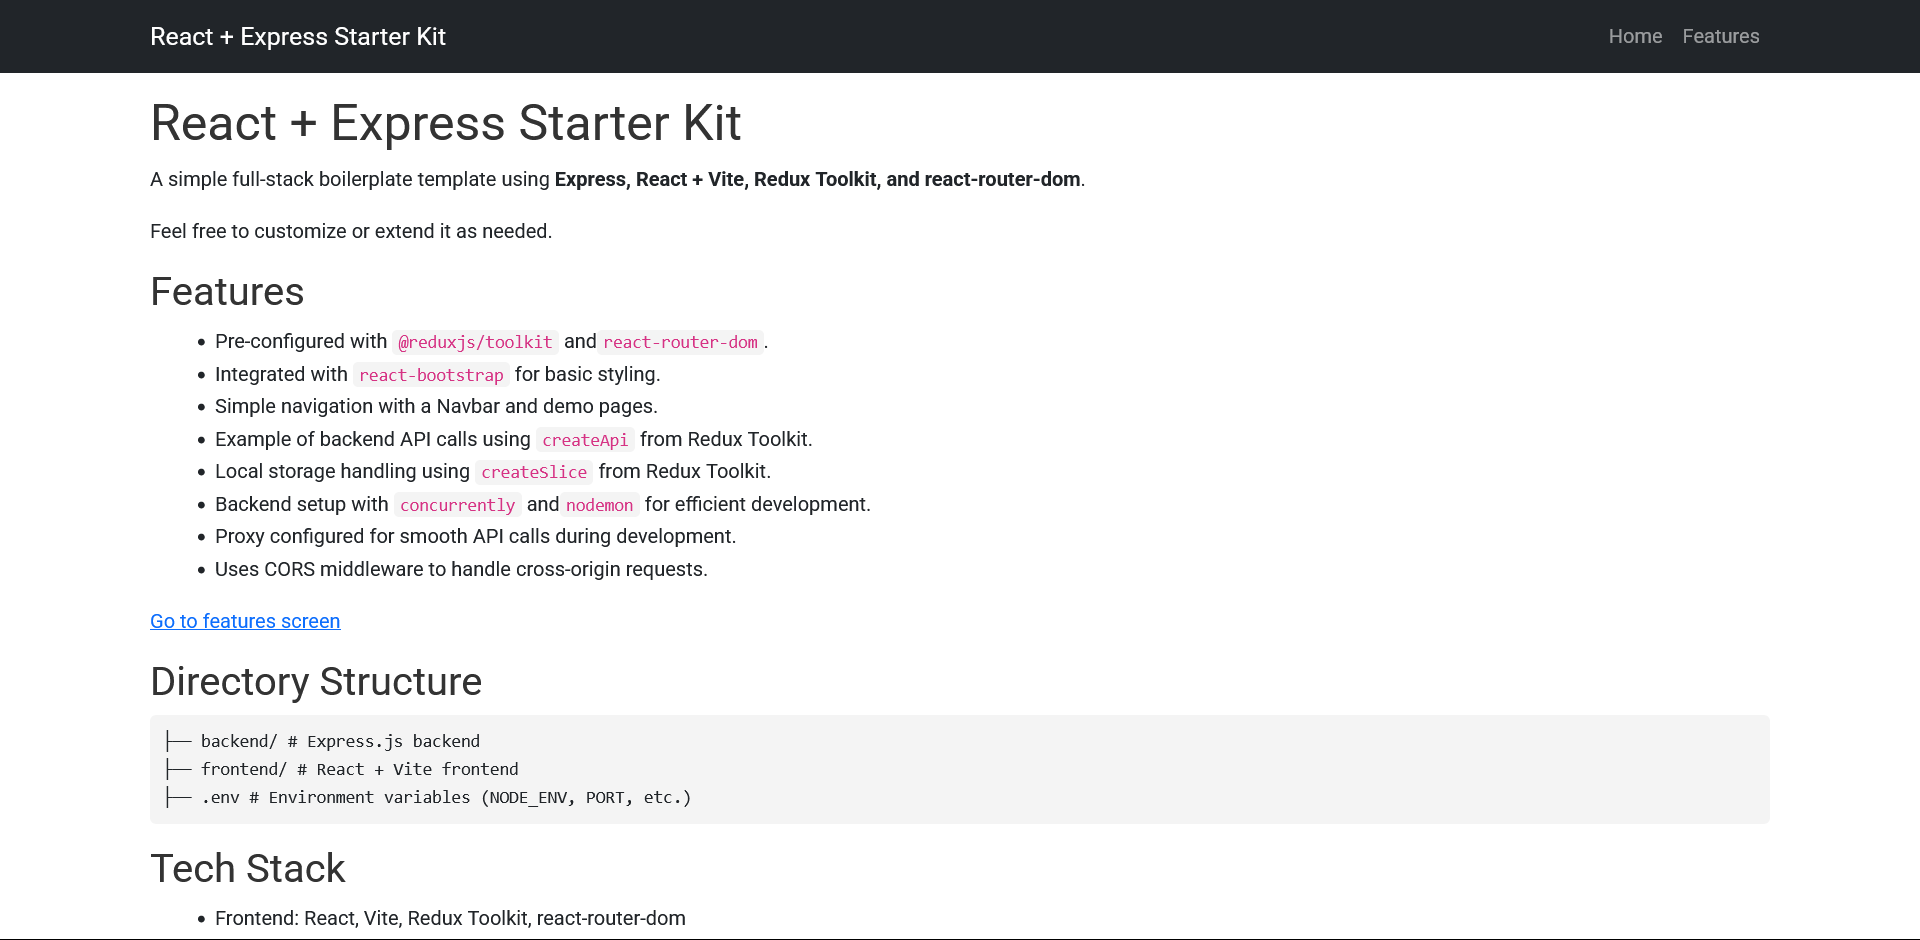 React + Express Starter Kit
Home
Features
React + Express Starter Kit
A simple full-stack boilerplate template using Express, React + Vite, Redux Toolkit, and react-router-dom.
Feel free to customize or extend it as needed.
Features
• Pre-configured with @reduxjs/toolkit and react-router-dom.
• Integrated with react-bootstrap for basic styling.
• Simple navigation with a Navbar and demo pages.
• Example of backend API calls using createApi from Redux Toolkit.
• Local storage handling using createSlice from Redux Toolkit.
• Backend setup with concurrently and nodemon for efficient development.
• Proxy configured for smooth API calls during development.
• Uses CORS middleware to handle cross-origin requests.
Go to features screen
Directory Structure
├── backend/ # Express.js backend
├── frontend/ # React + Vite frontend
├── .env # Environment variables (NODE_ENV, PORT, etc.)
Tech Stack
• Frontend: React, Vite, Redux Toolkit, react-router-dom